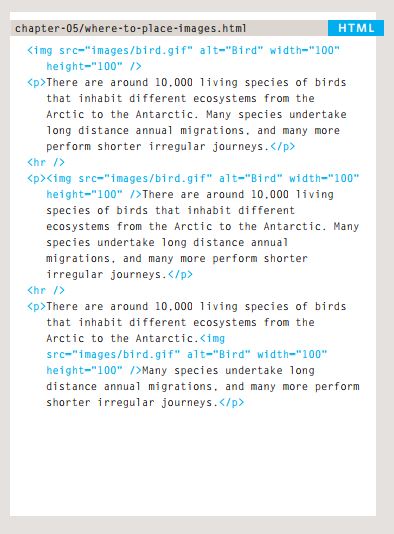 chapter-05/where-to-place-images.html HTML
<img src="images/bird.gif" alt="Bird" width="100"
height="100" />
<p>There are around 10,000 living species of birds
that inhabit different ecosystems from the
Arctic to the Antarctic. Many species undertake
long distance annual migrations, and many more
perform shorter irregular journeys.</p>
<hr />
<p><img src="images/bird.gif" alt="Bird" width="100"
height="100" />There are around 10,000 living
species of birds that inhabit different
ecosystems from the Arctic to the Antarctic. Many
species undertake long distance annual
migrations, and many more perform shorter
irregular journeys.</p>
<hr />
<p>There are around 10,000 living species of birds
that inhabit different ecosystems from the
Arctic to the Antarctic.<img
src="images/bird.gif" alt="Bird" width="100"
height="100" />Many species undertake long
distance annual migrations, and many more perform
shorter irregular journeys.</p>